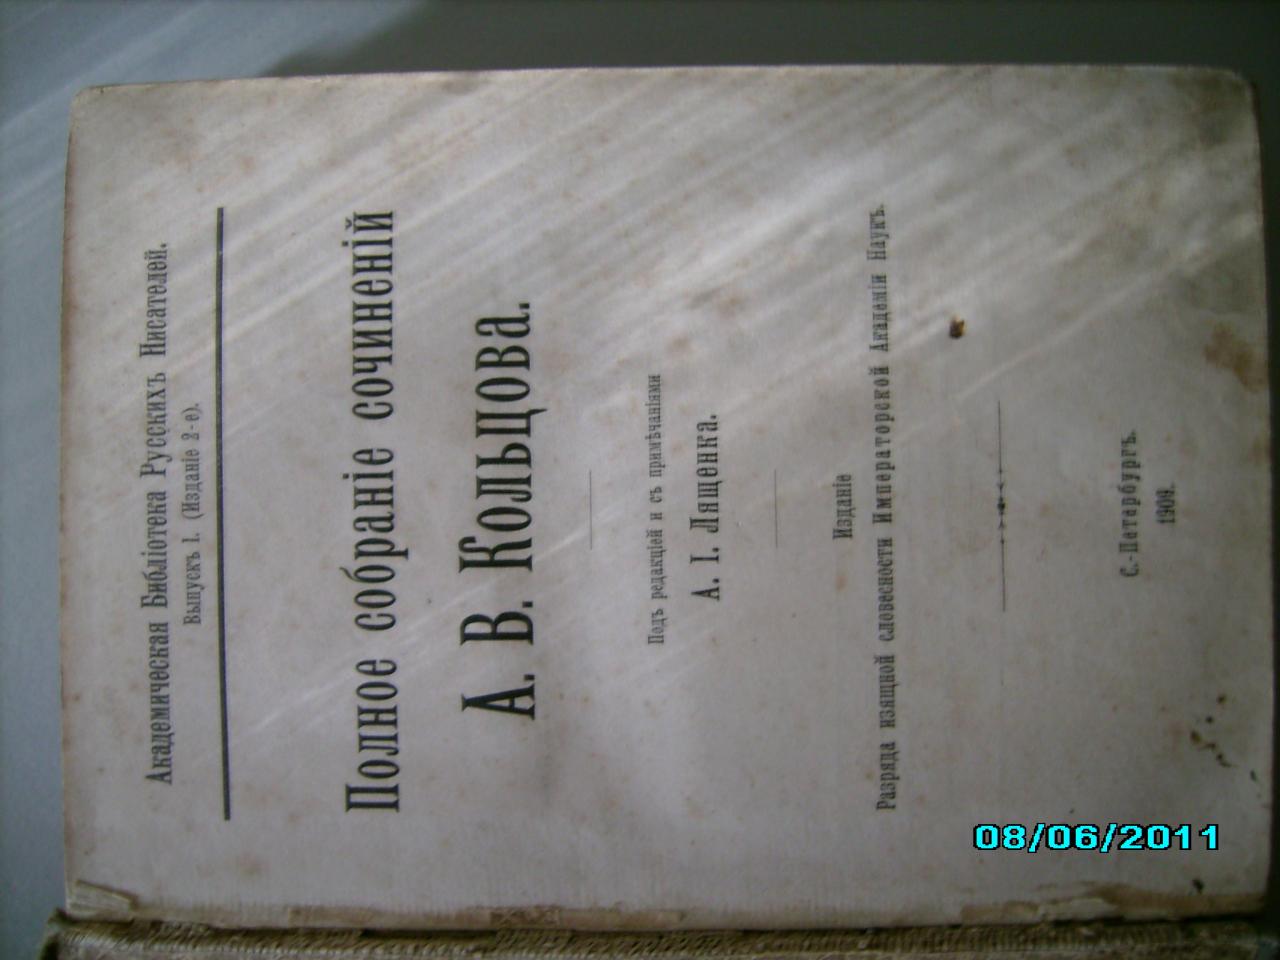 Академическая Библіотека Русскихъ Писателей.
Выпускъ 1. (Изданіе 2-е).
Полное собраніе сочиненій
А. В. Кольцова.
Подъ редакціей и съ примѣчаніями
А. І. Лященка.
Изданіе
Разряда изящной словесности Императорской Академіи Наукъ.
С.-Петербургъ.
1909.
08/06/2011